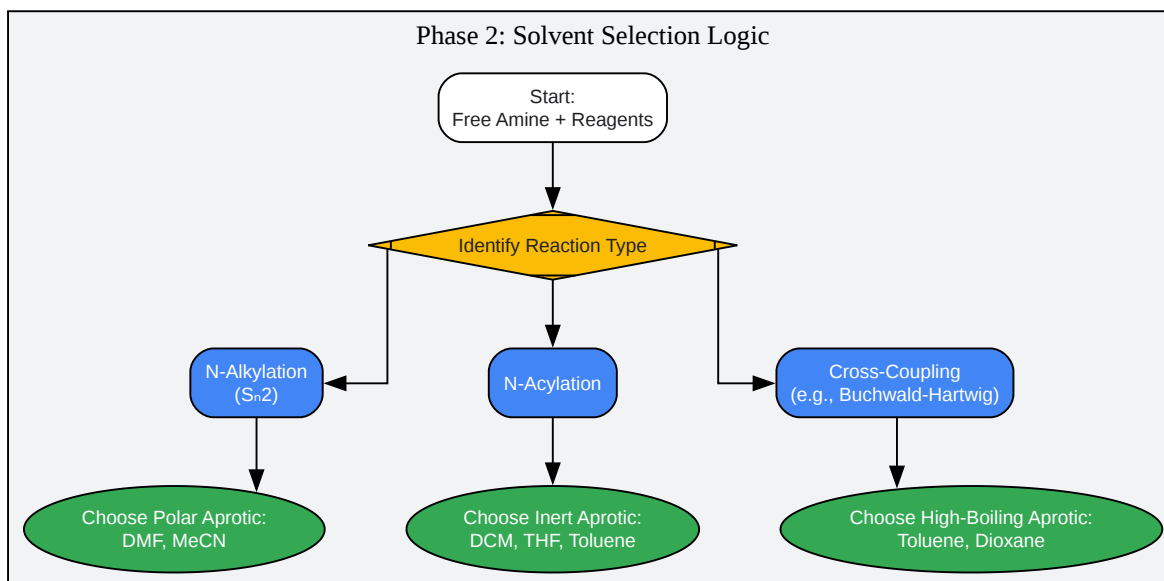 Phase 2: Solvent Selection Logic
Start:
Free Amine + Reagents
Identify Reaction Type
N-Alkylation
(Sₙ2)
N-Acylation
Cross-Coupling
(e.g., Buchwald-Hartwig)
Choose Polar Aprotic:
DMF, MeCN
Choose Inert Aprotic:
DCM, THF, Toluene
Choose High-Boiling Aprotic:
Toluene, Dioxane